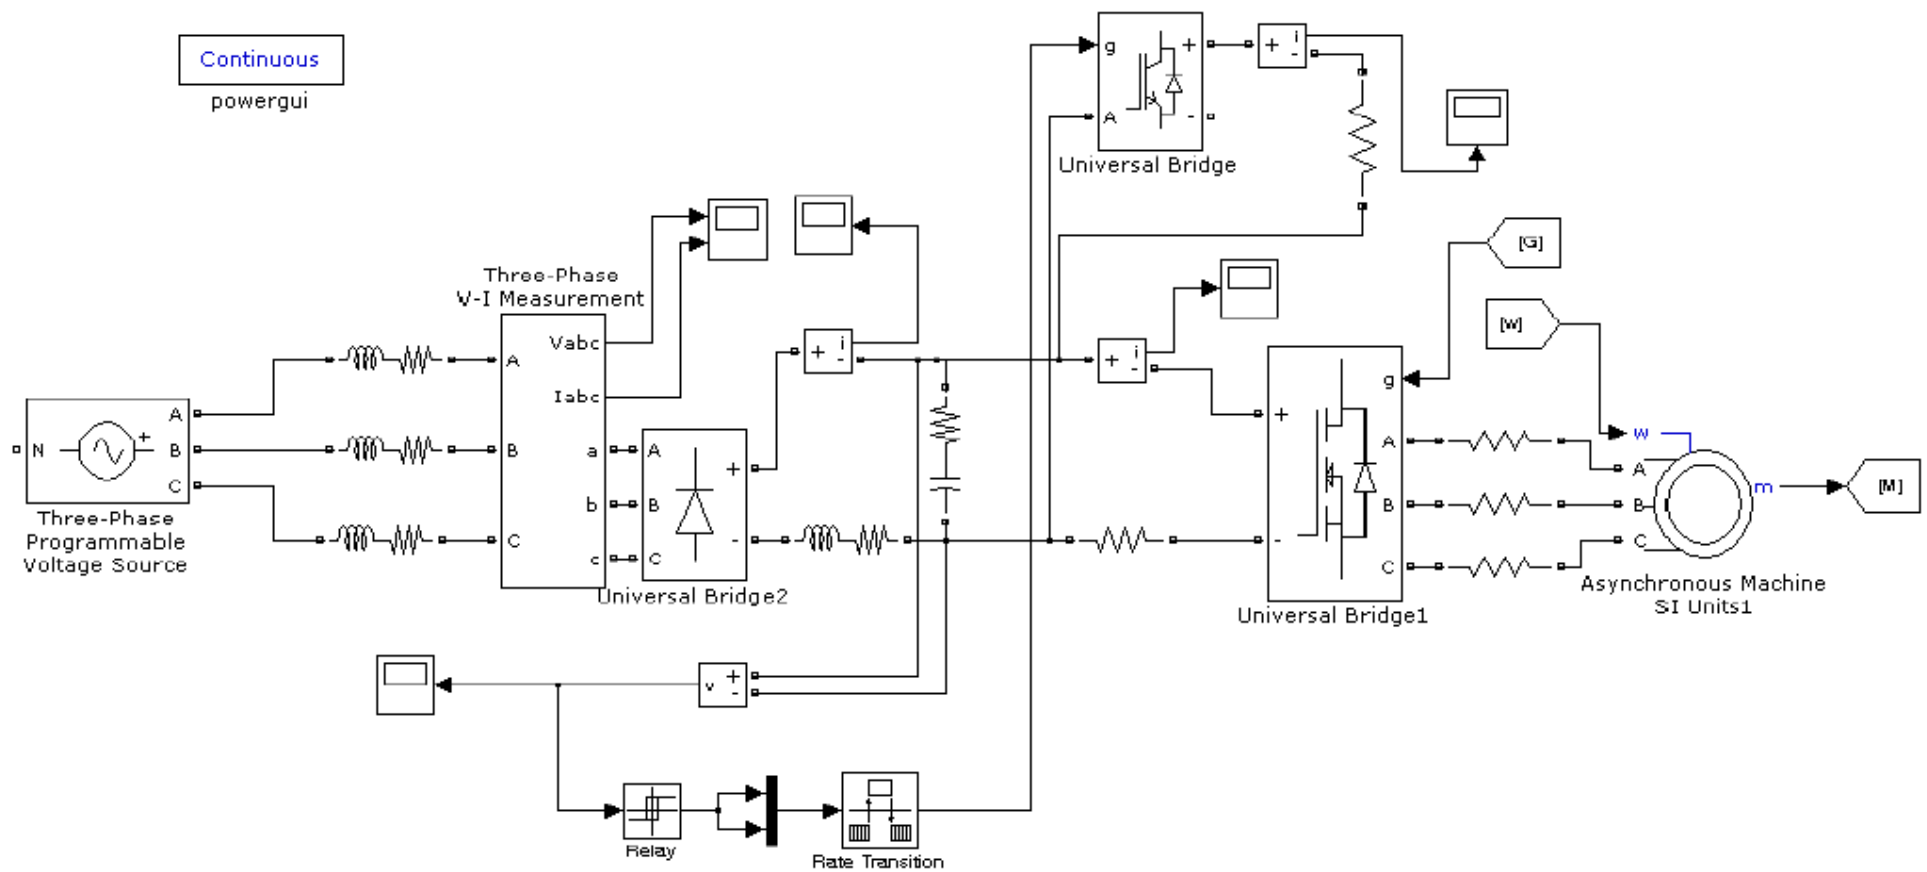 Continuous
powergui
g
+
A
-
Universal Bridge
+
i
-
[G]
[W]
Three-Phase
V-I Measurement
Vabc
Iabc
A
B
C
a
b
c
N
+
A
B
C
Three-Phase
Programmable
Voltage Source
A
B
C
+
-
Universal Bridge2
+
i
-
+
i
-
g
+
-
A
B
C
Universal Bridge1
w
A
B
C
m
[M]
Asynchronous Machine
SI Units1
v
+
-
Relay
Rate Transition